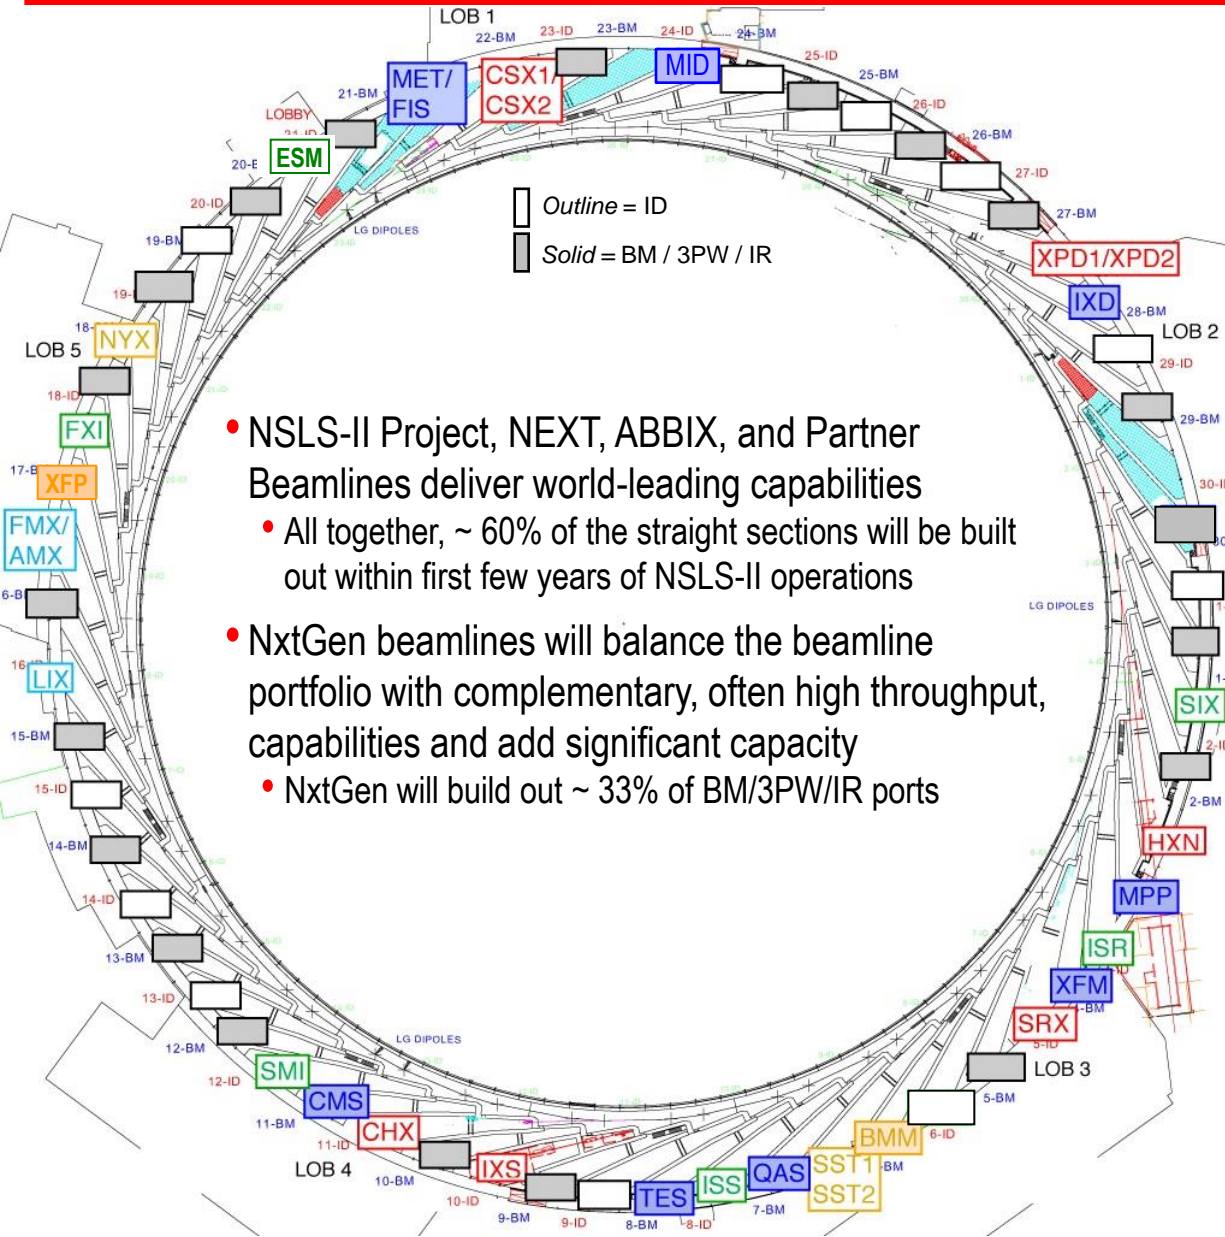 LOB 1
22-BM
23-ID
23-BM
24-ID
24-BM
25-ID
25-BM
26-ID
26-BM
27-ID
27-BM
MET/
FIS
CSX1/
CSX2
MID
21-BM
LOBBY
21-ID
ESM
20-ID
19-BM
LG DIPOLES
Outline = ID
Solid = BM / 3PW / IR
XPD1/XPD2
IXD
28-BM
LOB 2
29-ID
29-BM
NYX
LOB 5
18-ID
FXI
XFP
FMX/
AMX
LIX
15-BM
15-ID
14-BM
14-ID
13-BM
13-ID
12-BM
12-ID
• NSLS-II Project, NEXT, ABBIX, and Partner
Beamlines deliver world-leading capabilities
• All together, ~ 60% of the straight sections will be built
out within first few years of NSLS-II operations
• NxtGen beamlines will balance the beamline
portfolio with complementary, often high throughput,
capabilities and add significant capacity
• NxtGen will build out ~ 33% of BM/3PW/IR ports
LG DIPOLES
SIX
2-BM
HXN
MPP
ISR
XFM
SRX
5-ID
LOB 3
5-BM
6-ID
LG DIPOLES
SMI
CMS
11-BM
CHX
11-ID
LOB 4
10-BM
IXS
10-ID
9-BM
9-ID
TES
8-BM
8-ID
ISS
QAS
7-BM
SST1
SST2
BMM